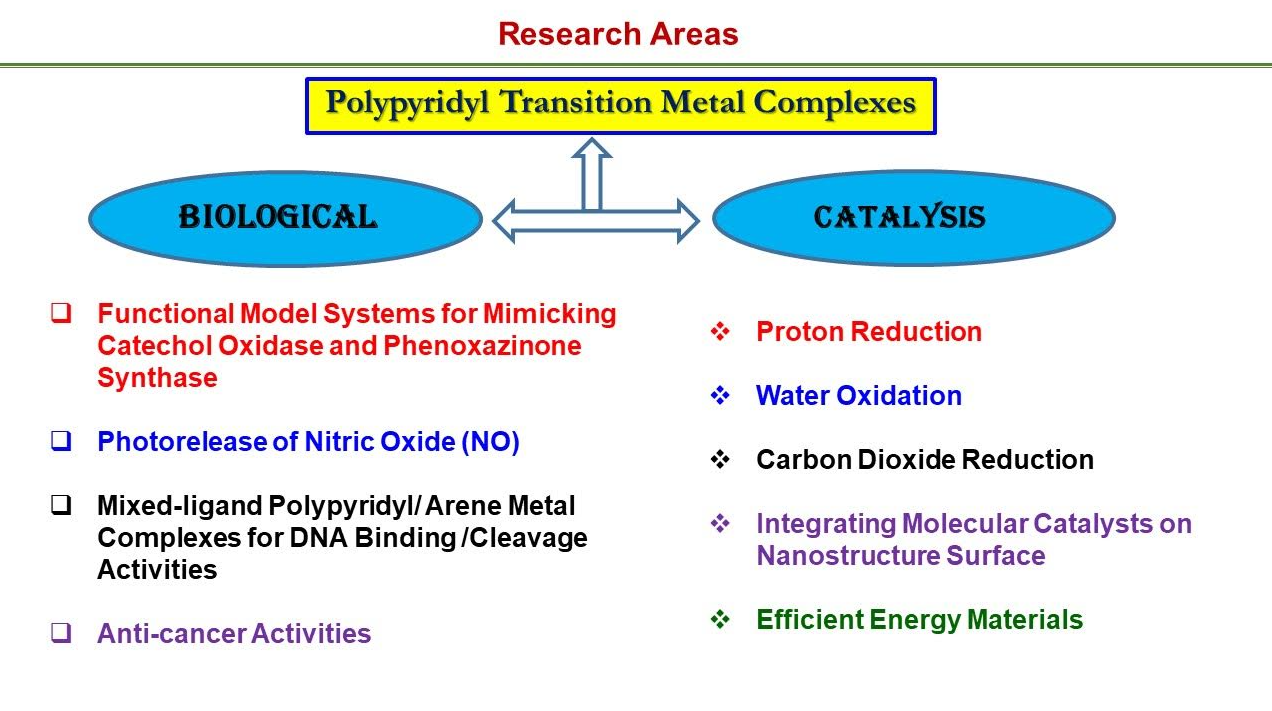 Research Areas
Polypyridyl Transition Metal Complexes
BIOLOGICAL
CATALYSIS
Functional Model Systems for Mimicking
Catechol Oxidase and Phenoxazinone
Synthase
Photorelease of Nitric Oxide (NO)
Mixed-ligand Polypyridyl/ Arene Metal
Complexes for DNA Binding /Cleavage
Activities
Anti-cancer Activities
Proton Reduction
Water Oxidation
Carbon Dioxide Reduction
Integrating Molecular Catalysts on
Nanostructure Surface
Efficient Energy Materials